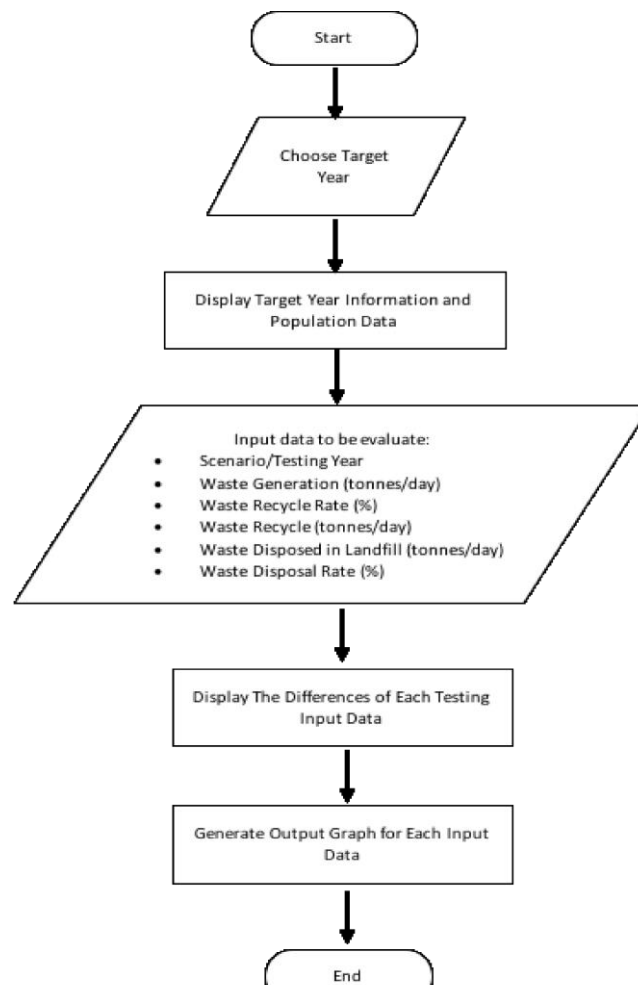 Start
Choose Target
Year
Display Target Year Information and
Population Data
Input data to be evaluate:
• Scenario/Testing Year
• Waste Generation (tonnes/day)
• Waste Recycle Rate (%)
• Waste Recycle (tonnes/day)
• Waste Disposed in Landfill (tonnes/day)
• Waste Disposal Rate (%)
Display The Differences of Each Testing
Input Data
Generate Output Graph for Each Input
Data
End